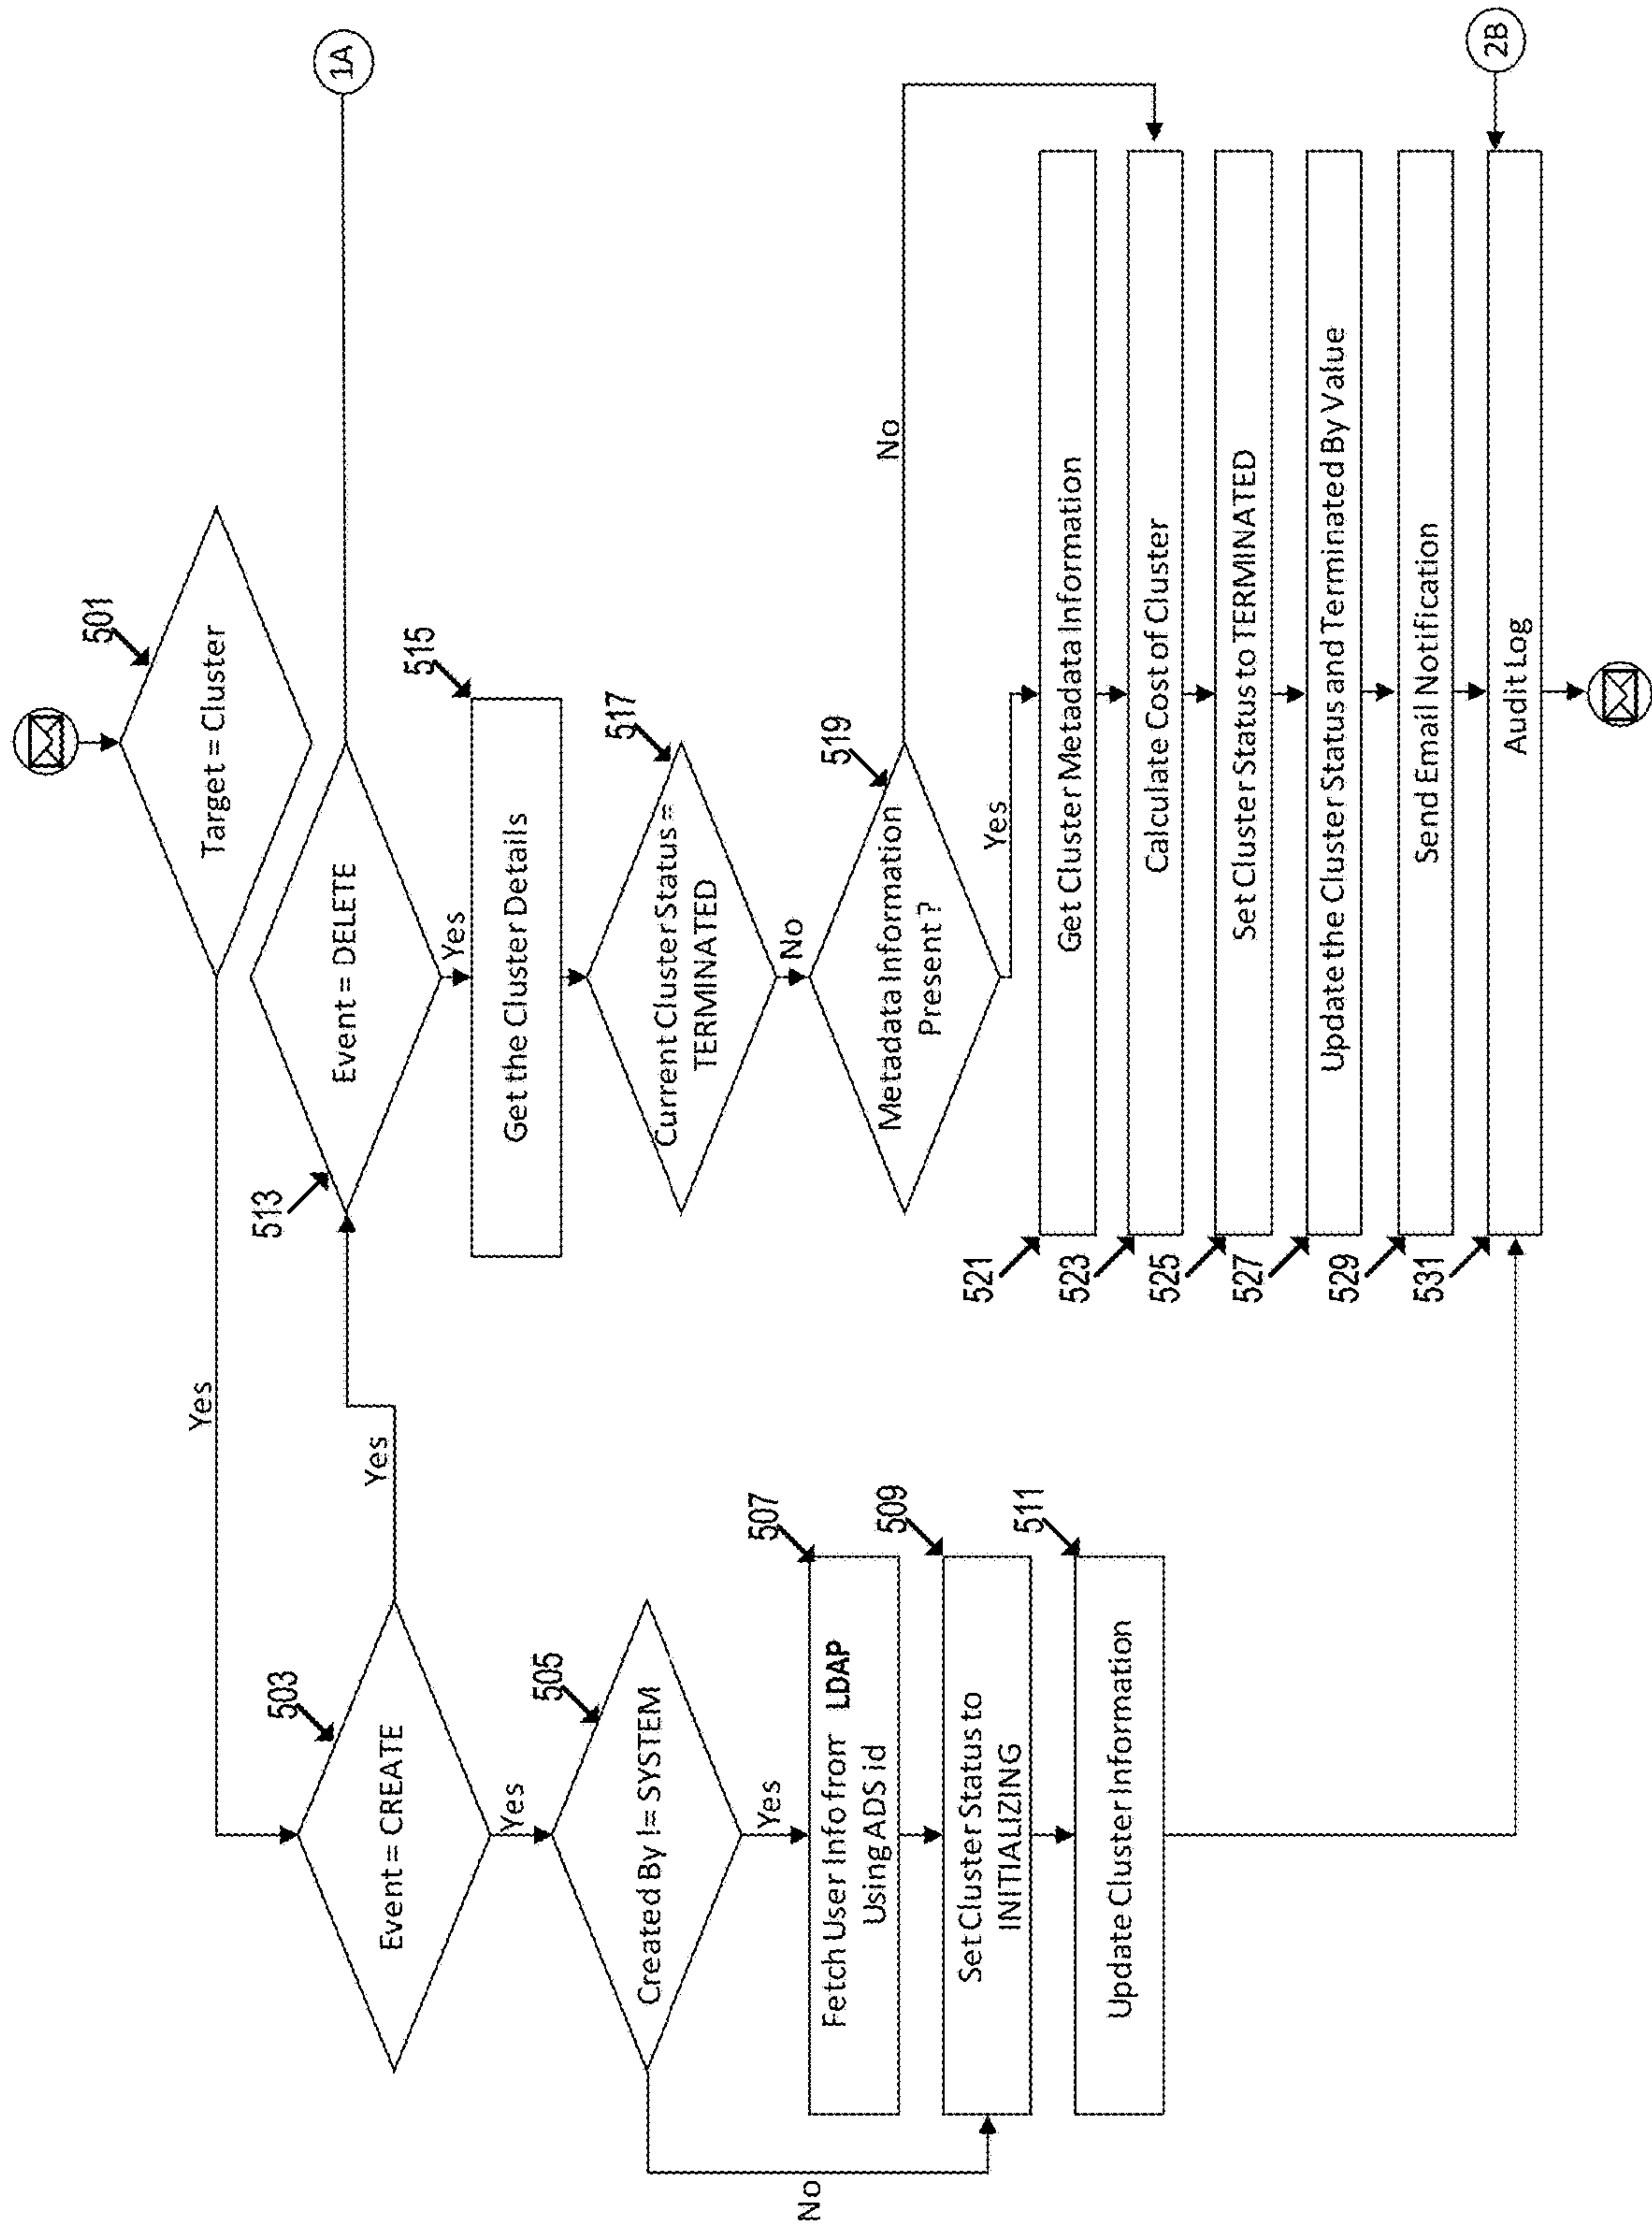 501
Target = Cluster
Yes
503
Event = CREATE
Yes
Yes
505
Created By != SYSTEM
Yes
No
507
Fetch User Info from LDAP
Using ADS id
509
Set Cluster Status to
INITIALIZING
511
Update Cluster Information
513
Event = DELETE
1A
Yes
515
Get the Cluster Details
517
Current Cluster Status =
TERMINATED
No
519
Metadata Information
Present ?
No
Yes
521
Get Cluster Metadata Information
523
Calculate Cost of Cluster
525
Set Cluster Status to TERMINATED
527
Update the Cluster Status and Terminated By Value
529
Send Email Notification
531
Audit Log
2B